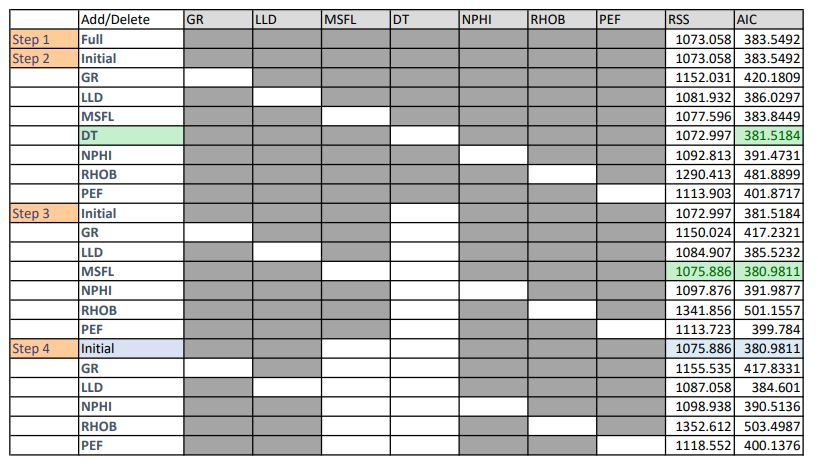 Add/Delete GR LLD MSFL DT NPHI RHOB PEF RSS AIC
Step 1 Full 1073.058 383.5492
Step 2 Initial 1073.058 383.5492
GR 1152.031 420.1809
LLD 1081.932 386.0297
MSFL 1077.596 383.8449
DT 1072.997 381.5184
NPHI 1092.813 391.4731
RHOB 1290.413 481.8899
PEF 1113.903 401.8717
Step 3 Initial 1072.997 381.5184
GR 1150.024 417.2321
LLD 1084.907 385.5232
MSFL 1075.886 380.9811
NPHI 1097.876 391.9877
RHOB 1341.856 501.1557
PEF 1113.723 399.784
Step 4 Initial 1075.886 380.9811
GR 1155.535 417.8331
LLD 1087.058 384.601
NPHI 1098.938 390.5136
RHOB 1352.612 503.4987
PEF 1118.552 400.1376